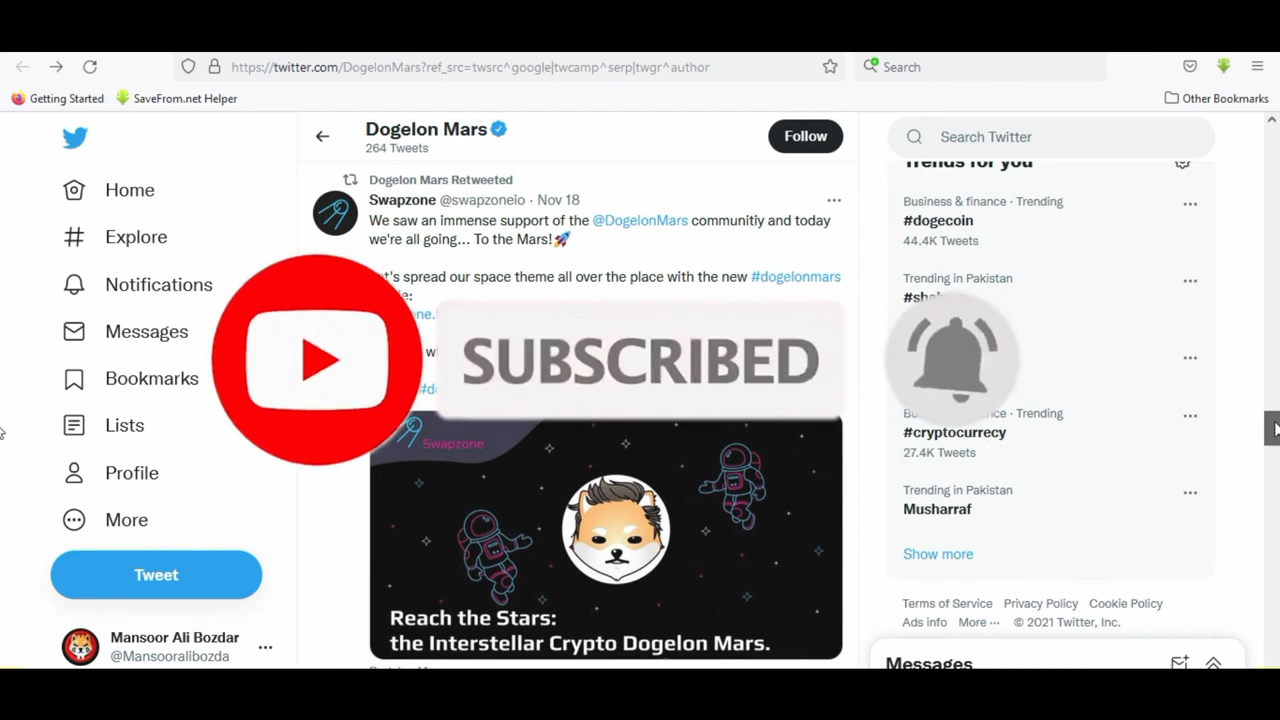 https://twitter.com/DogelonMars?ref_src=twsrc^google|twcamp^serp|twgr^author
Search
Getting Started
SaveFrom.net Helper
Other Bookmarks
Home
Explore
Notifications
Messages
Bookmarks
Lists
Profile
More
Tweet
Mansoor Ali Bozdar
@Mansooralibozda
Dogelon Mars
264 Tweets
Follow
Dogelon Mars Retweeted
Swapzone @swapzoneio · Nov 18
We saw an immense support of the @DogelonMars communitiy and today
we're all going... To the Mars!🚀
spread our space theme all over the place with the new #dogelonmars
SUBSCRIBED
Swapzone
Reach the Stars:
the Interstellar Crypto Dogelon Mars.
Search Twitter
Trends for you
Business & finance · Trending
#dogecoin
44.4K Tweets
Trending in Pakistan
· Trending
#cryptocurrecy
27.4K Tweets
Trending in Pakistan
Musharraf
Show more
Terms of Service Privacy Policy Cookie Policy
Ads info More ··· © 2021 Twitter, Inc.
Messages